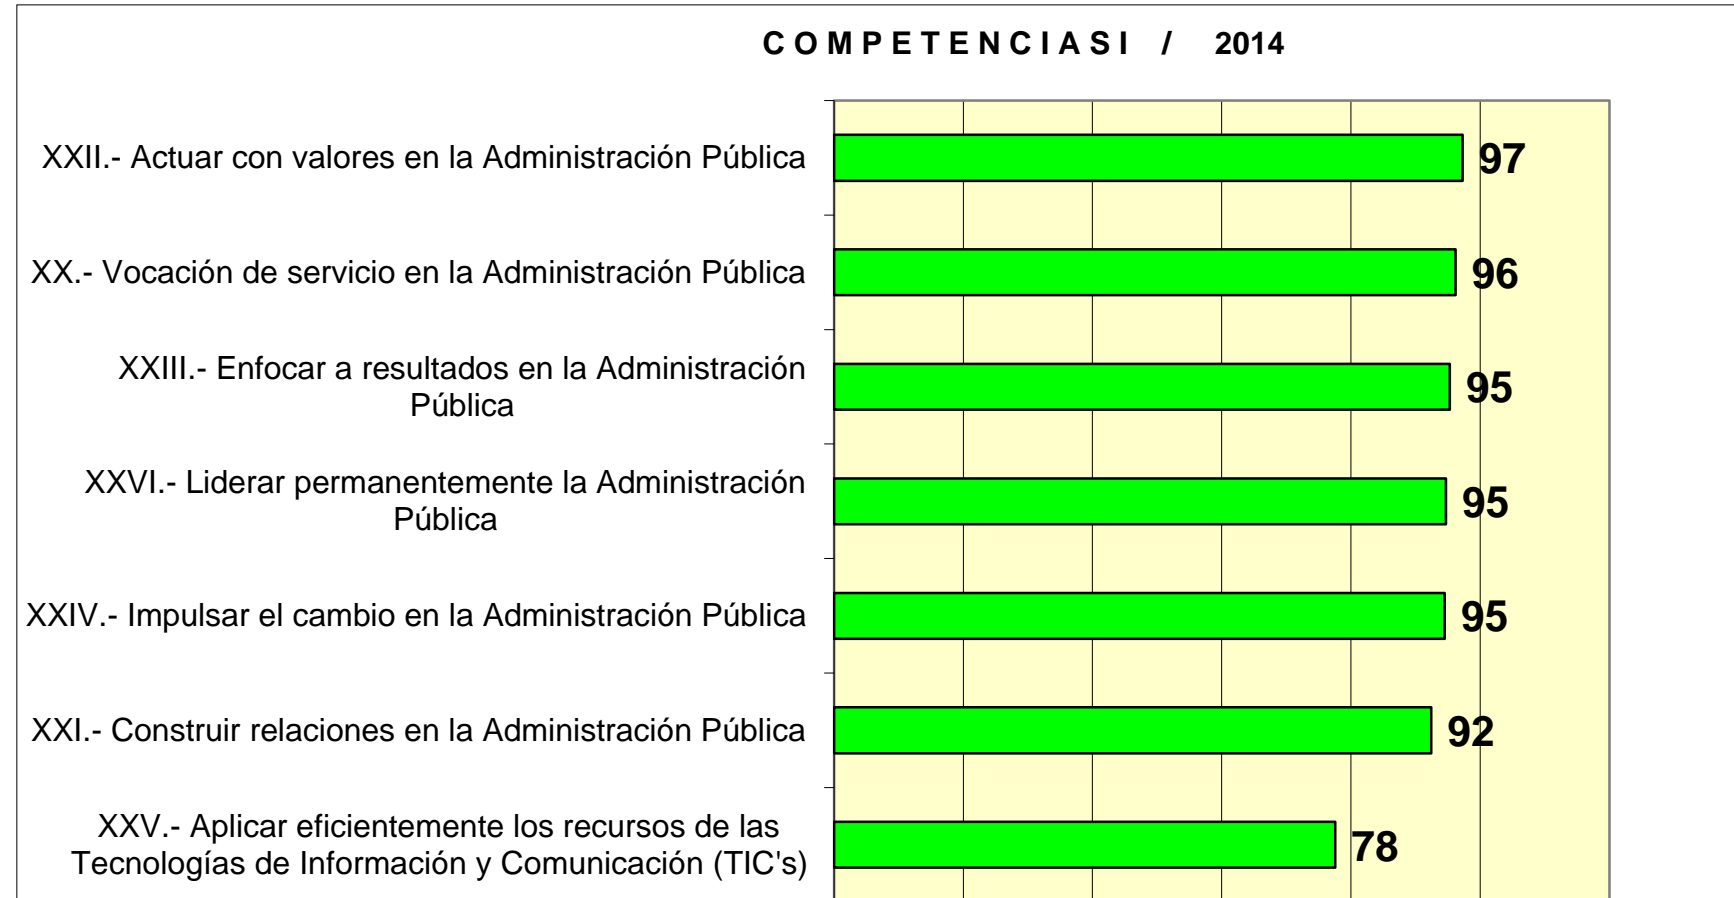 C O M P E T E N C I A S I / 2014
XXII.- Actuar con valores en la Administración Pública
97
XX.- Vocación de servicio en la Administración Pública
96
XXIII.- Enfocar a resultados en la Administración
Pública
95
XXVI.- Liderar permanentemente la Administración
Pública
95
XXIV.- Impulsar el cambio en la Administración Pública
95
XXI.- Construir relaciones en la Administración Pública
92
XXV.- Aplicar eficientemente los recursos de las
Tecnologías de Información y Comunicación (TIC's)
78